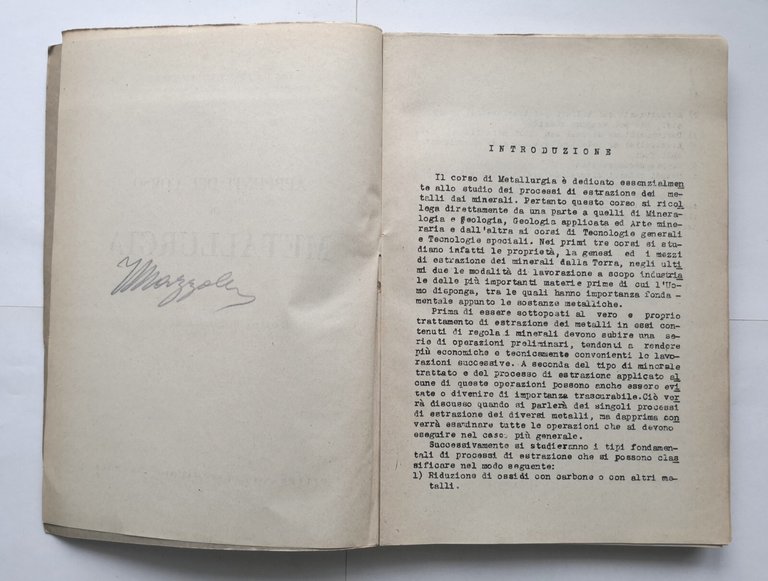 Mazzoleni
INTRODUZIONE
Il corso di Metallurgia è dedicato essenzialmen
te allo studio dei processi di estrazione dei me-
talli dai minerali. Pertanto questo corso si ricol
lega direttamente da una parte a quelli di Minera-
logia e Geologia, Geologia applicata ed Arte mine-
raria e dall'altra ai corsi di Tecnologie generali
e Tecnologie speciali. Nei primi tre corsi si stu-
diano infatti le proprietà, la genesi ed i mezzi
di estrazione dei minerali dalla Terra, negli ulti
mi due le modalità di lavorazione a scopo industria
le delle più importanti materie prime di cui l'Uo-
mo disponga, tra le quali hanno importanza fonda -
mentale appunto le sostanze metalliche.
Prima di essere sottoposti al vero e proprio
trattamento di estrazione dei metalli in essi con-
tenuti di regola i minerali devono subire una se-
rie di operazioni preliminari, tendenti a rendere
più economiche e tecnicamente convenienti le lavo-
razioni successive. A seconda del tipo di minerale
trattato e del processo di estrazione applicato al
cune di queste operazioni possono anche essere evi
tate o divenire di importanza trascurabile.Ciò ver
rà discusso quando si parlerà dei singoli processi
di estrazione dei diversi metalli, ma dapprima con
verrà esaminare tutte le operazioni che si devono
eseguire nel caso più generale.
Successivamente si studieranno i tipi fondamen-
tali di processi di estrazione che si possono clas
sificare nel modo seguente:
1) Riduzione di ossidi con carbone o con altri me-
talli.